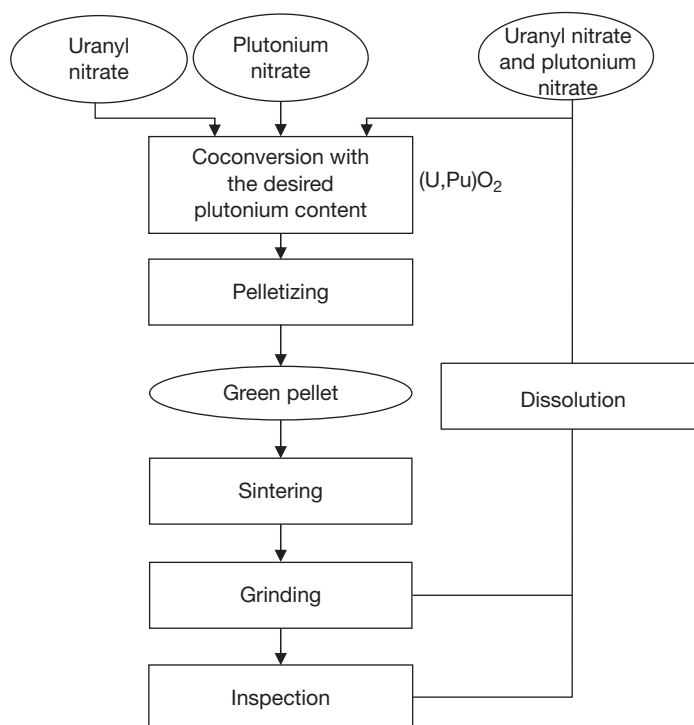 Uranyl
nitrate
Plutonium
nitrate
Uranyl nitrate
and plutonium
nitrate
Coconversion with
the desired
plutonium content
(U,Pu)O₂
Pelletizing
Green pellet
Dissolution
Sintering
Grinding
Inspection